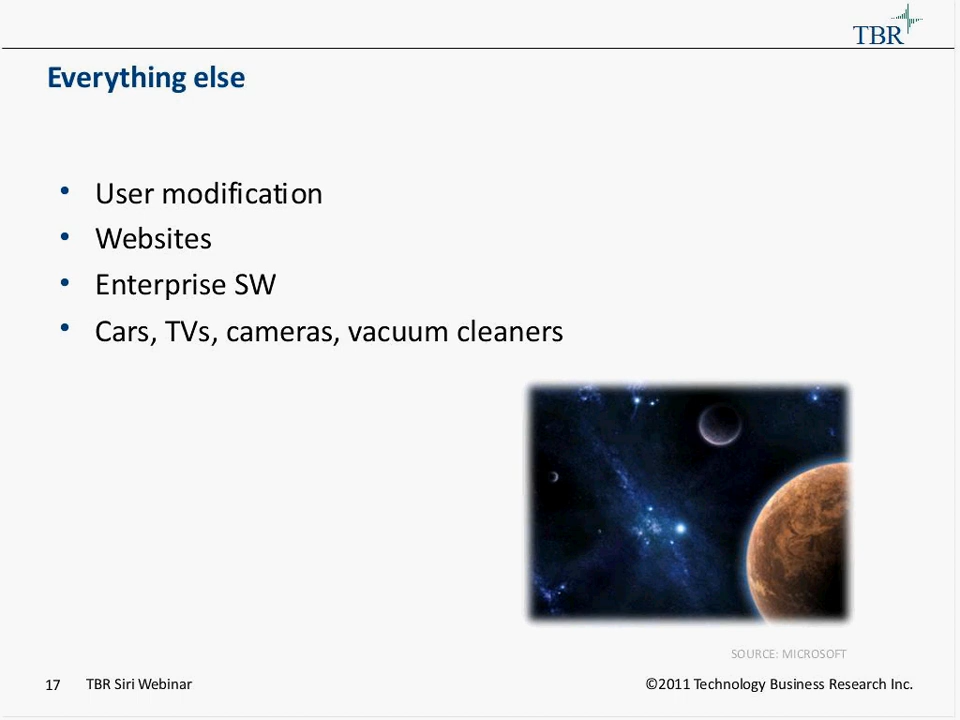 TBR
Everything else
• User modification
• Websites
• Enterprise SW
• Cars, TVs, cameras, vacuum cleaners
SOURCE: MICROSOFT
17 TBR Siri Webinar ©2011 Technology Business Research Inc.